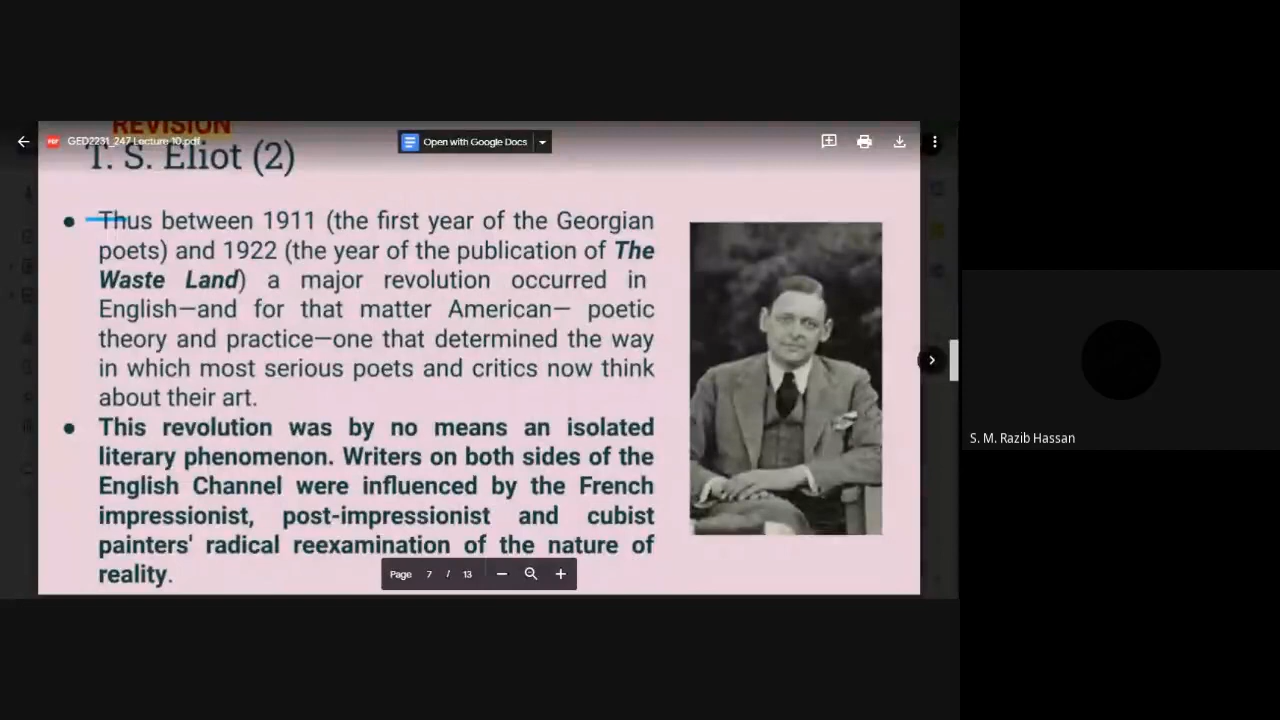 REVISION
GED2231_247 Lecture 10.pdf
Open with Google Docs
T. S. Eliot (2)
● Thus between 1911 (the first year of the Georgian
poets) and 1922 (the year of the publication of The
Waste Land) a major revolution occurred in
English—and for that matter American— poetic
theory and practice—one that determined the way
in which most serious poets and critics now think
about their art.
● This revolution was by no means an isolated
literary phenomenon. Writers on both sides of the
English Channel were influenced by the French
impressionist, post-impressionist and cubist
painters' radical reexamination of the nature of
reality.
Page 7 / 13
S. M. Razib Hassan